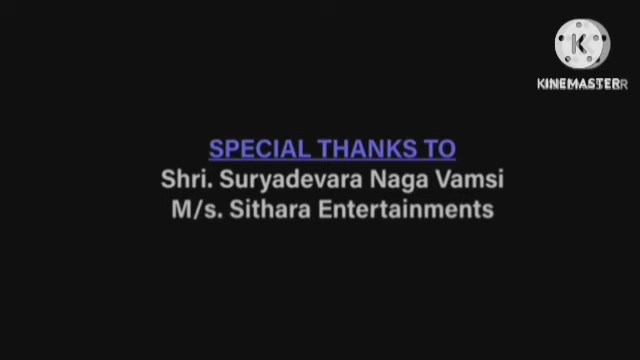 KINEMASTER
SPECIAL THANKS TO
Shri. Suryadevara Naga Vamsi
M/s. Sithara Entertainments